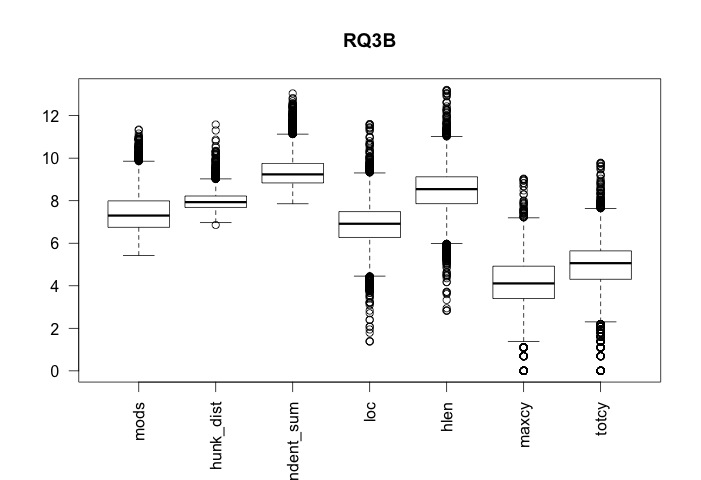 RQ3B
12
10
8
6
4
2
0
mods
hunk_dist
ndent_sum
loc
hlen
maxcy
totcy